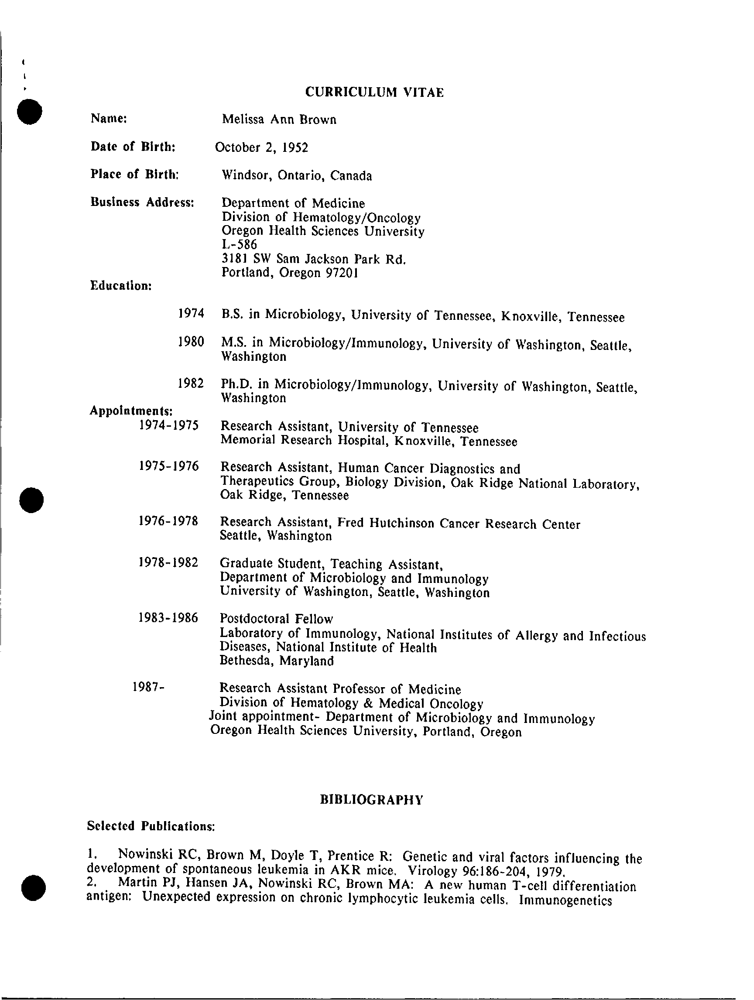 CURRICULUM VITAE
Name: Melissa Ann Brown
Date of Birth: October 2, 1952
Place of Birth: Windsor, Ontario, Canada
Business Address: Department of Medicine
Division of Hematology/Oncology
Oregon Health Sciences University
L-586
3181 SW Sam Jackson Park Rd.
Portland, Oregon 97201
Education:
1974 B.S. in Microbiology, University of Tennessee, Knoxville, Tennessee
1980 M.S. in Microbiology/Immunology, University of Washington, Seattle,
Washington
1982 Ph.D. in Microbiology/Immunology, University of Washington, Seattle,
Washington
Appointments:
1974-1975 Research Assistant, University of Tennessee
Memorial Research Hospital, Knoxville, Tennessee
1975-1976 Research Assistant, Human Cancer Diagnostics and
Therapeutics Group, Biology Division, Oak Ridge National Laboratory,
Oak Ridge, Tennessee
1976-1978 Research Assistant, Fred Hutchinson Cancer Research Center
Seattle, Washington
1978-1982 Graduate Student, Teaching Assistant,
Department of Microbiology and Immunology
University of Washington, Seattle, Washington
1983-1986 Postdoctoral Fellow
Laboratory of Immunology, National Institutes of Allergy and Infectious
Diseases, National Institute of Health
Bethesda, Maryland
1987- Research Assistant Professor of Medicine
Division of Hematology & Medical Oncology
Joint appointment- Department of Microbiology and Immunology
Oregon Health Sciences University, Portland, Oregon
BIBLIOGRAPHY
Selected Publications:
1. Nowinski RC, Brown M, Doyle T, Prentice R: Genetic and viral factors influencing the
development of spontaneous leukemia in AKR mice. Virology 96:186-204, 1979.
2. Martin PJ, Hansen JA, Nowinski RC, Brown MA: A new human T-cell differentiation
antigen: Unexpected expression on chronic lymphocytic leukemia cells. Immunogenetics